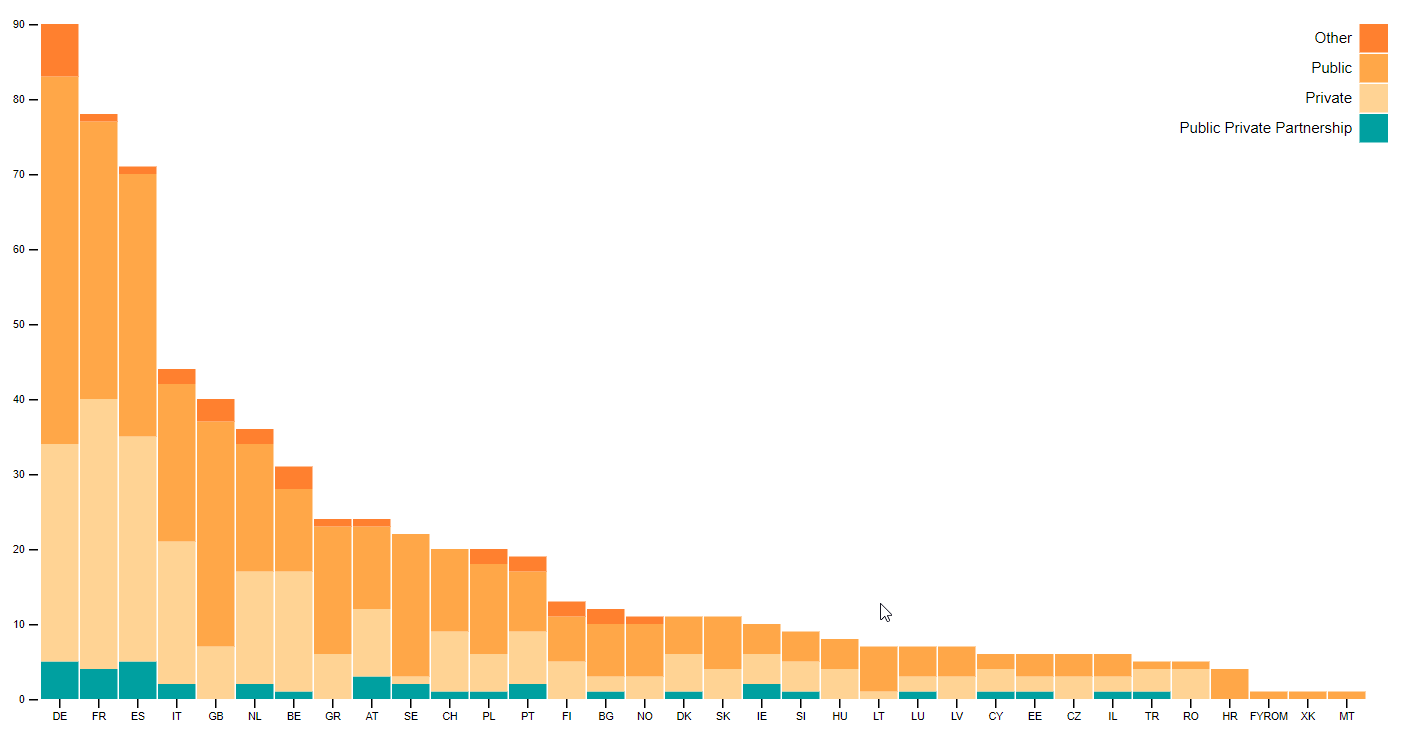 90
80
70
60
50
40
30
20
10
0
Other
Public
Private
Public Private Partnership
DE FR ES IT GB NL BE GR AT SE CH PL PT FI BG NO DK SK IE SI HU LT LU LV CY EE CZ IL TR RO HR FYROM XK MT